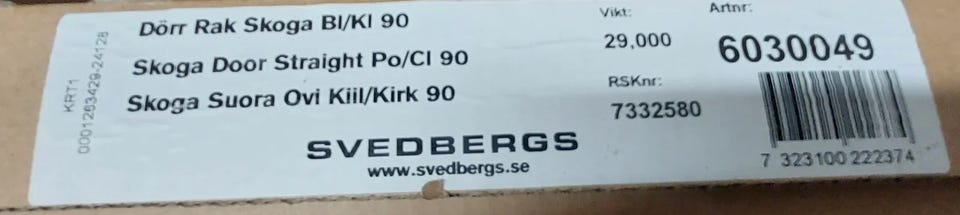 KRT1
0001263429-24128
Dörr Rak Skoga Bl/Kl 90
Skoga Door Straight Po/Cl 90
Skoga Suora Ovi Kiil/Kirk 90
SVEDBERGS
www.svedbergs.se
Vikt:
29,000
RSKnr:
7332580
Artnr:
6030049
7 323100 222374